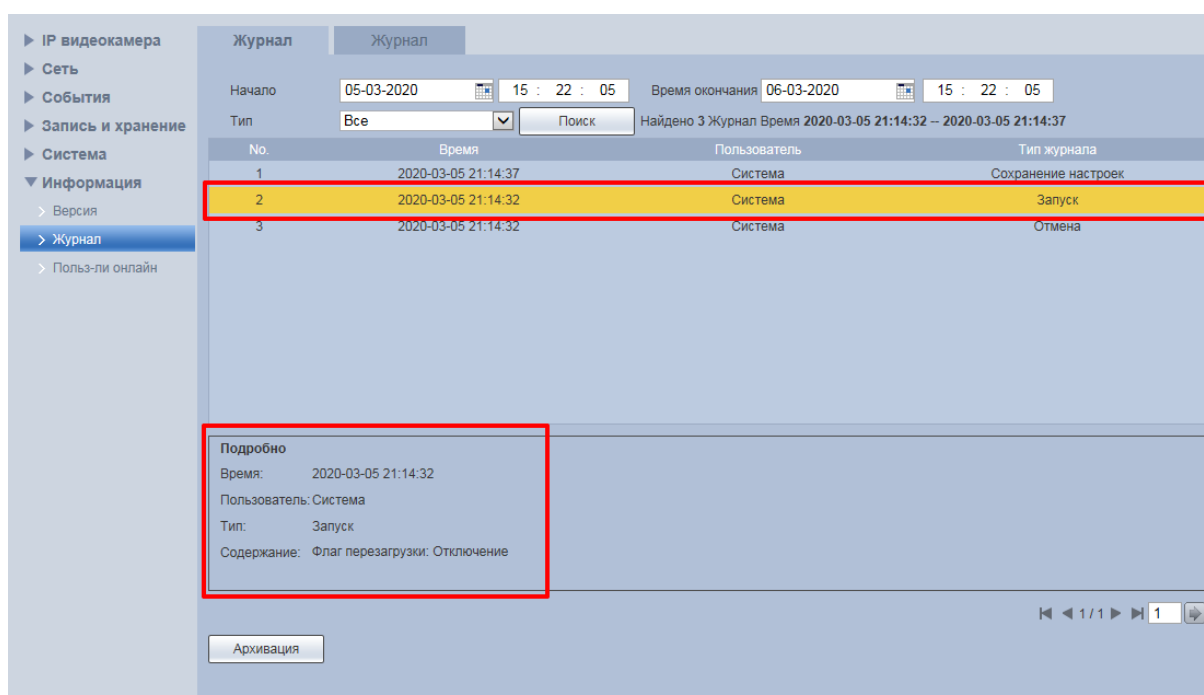 IP видеокамера
Сеть
События
Запись и хранение
Система
Информация
Версия
Журнал
Польз-ли онлайн
Журнал Журнал
Начало 05-03-2020 15 : 22 : 05 Время окончания 06-03-2020 15 : 22 : 05
Тип Все Поиск Найдено 3 Журнал Время 2020-03-05 21:14:32 -- 2020-03-05 21:14:37
No. Время Пользователь Тип журнала
1 2020-03-05 21:14:37 Система Сохранение настроек
2 2020-03-05 21:14:32 Система Запуск
3 2020-03-05 21:14:32 Система Отмена
Подробно
Время: 2020-03-05 21:14:32
Пользователь: Система
Тип: Запуск
Содержание: Флаг перезагрузки: Отключение
1 / 1 1
Архивация